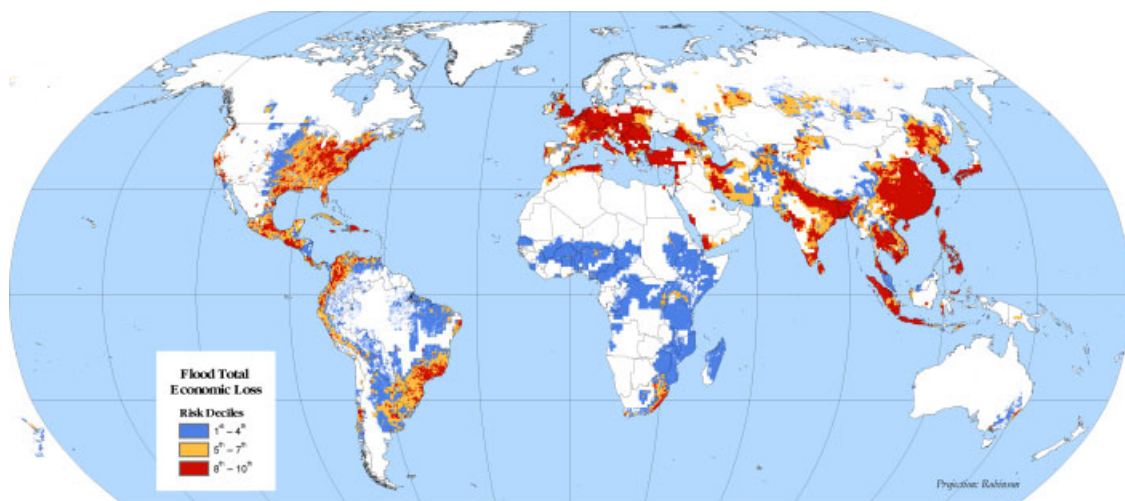 Flood Total
Economic Loss
Risk Deciles
1st – 4th
5th – 7th
8th – 10th
Projection: Robinson